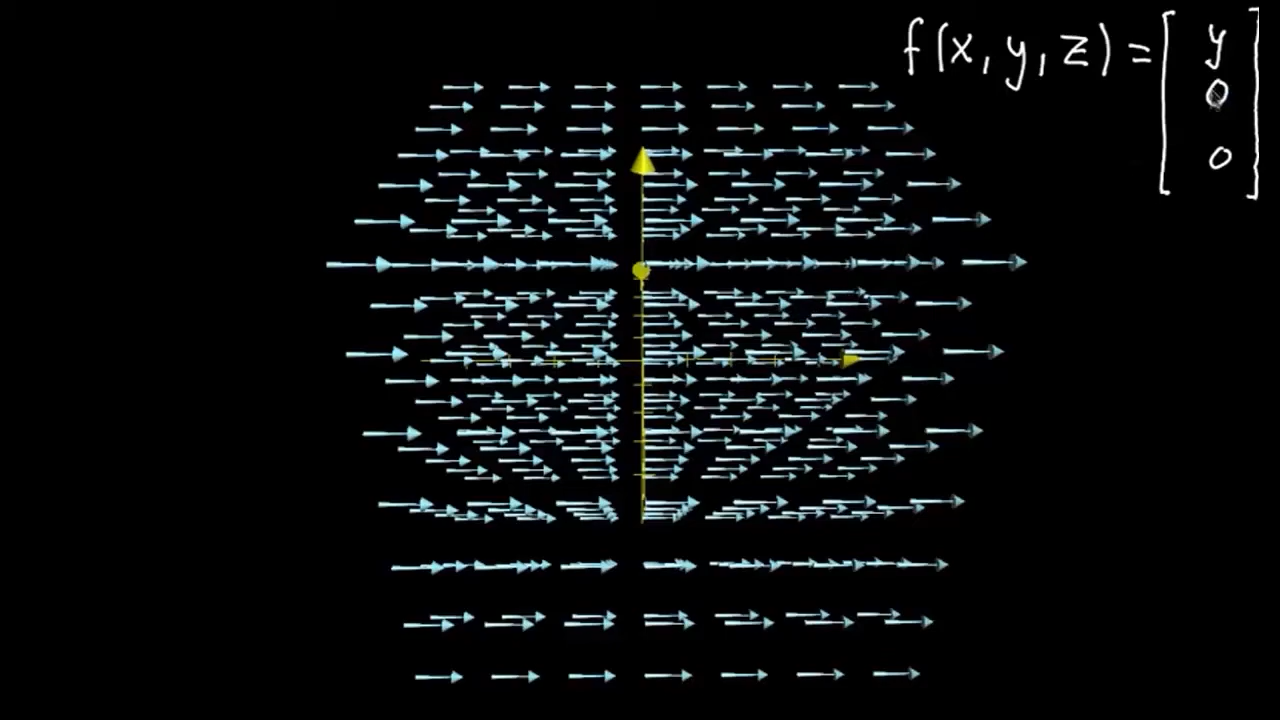 f(x, y, z) = [ y
0
0 ]